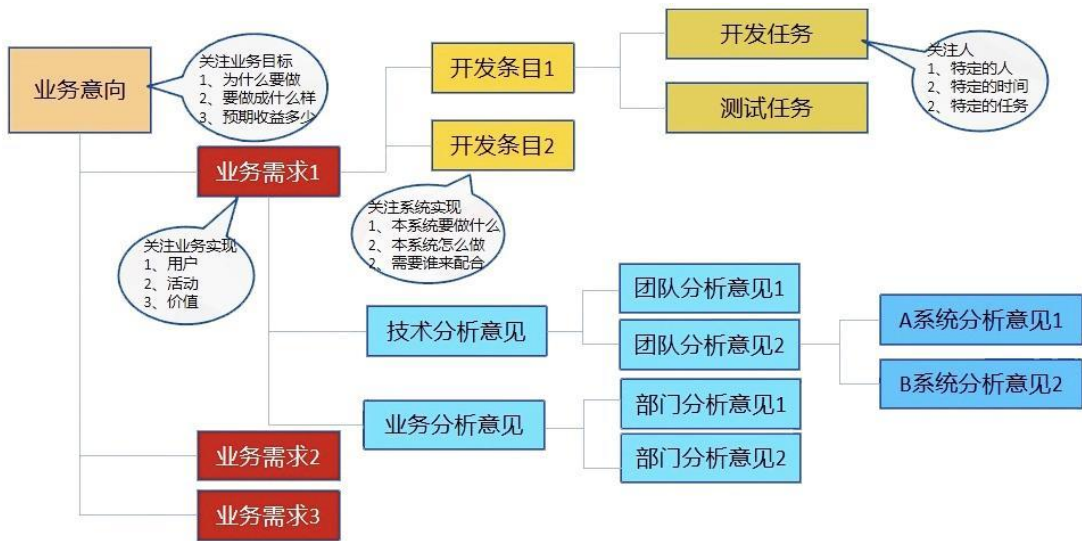 业务意向
关注业务目标
1、为什么要做
2、要做成什么样
3、预期收益多少
开发条目1
开发任务
关注人
1、特定的人
2、特定的时间
2、特定的任务
测试任务
开发条目2
业务需求1
关注系统实现
1、本系统要做什么
2、本系统怎么做
2、需要谁来配合
关注业务实现
1、用户
2、活动
3、价值
技术分析意见
团队分析意见1
团队分析意见2
A系统分析意见1
B系统分析意见2
业务分析意见
部门分析意见1
部门分析意见2
业务需求2
业务需求3